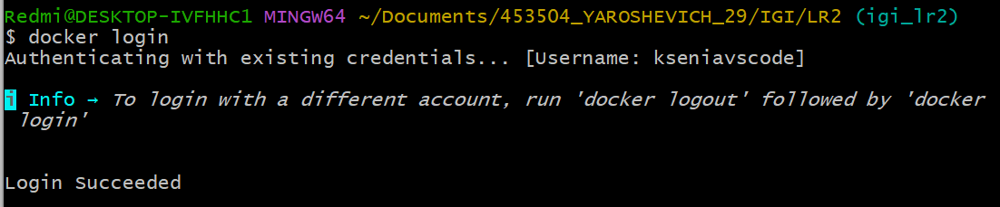 Redmi@DESKTOP-IVFHHC1 MINGW64 ~/Documents/453504_YAROSHEVICH_29/IGI/LR2 (igi_lr2)
$ docker login
Authenticating with existing credentials... [Username: kseniavscode]
i Info → To login with a different account, run 'docker logout' followed by 'docker
login'
Login Succeeded